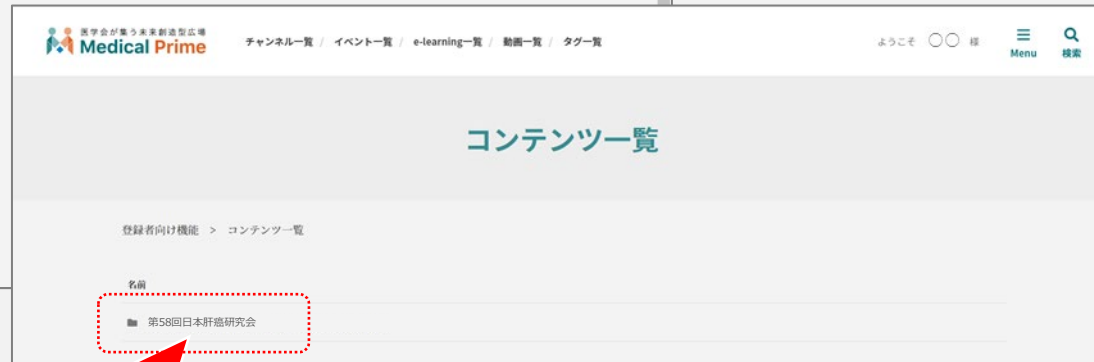 医学会が集う未来創造型広場
Medical Prime
チャンネル一覧 / イベント一覧 / e-learning一覧 / 動画一覧 / タグ一覧
ようこそ 〇〇 様
Menu
検索
コンテンツ一覧
登録者向け機能 > コンテンツ一覧
名前
第58回日本肝癌研究会